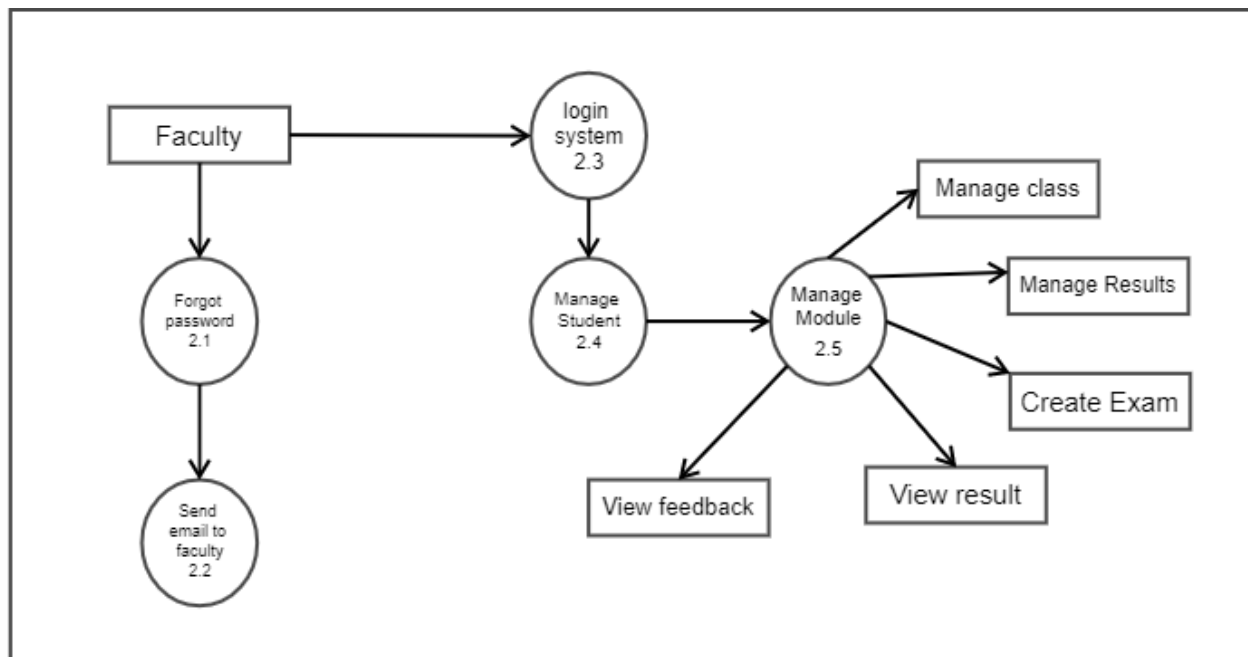 Faculty
login
system
2.3
Manage class
Manage Results
Forgot
password
2.1
Manage
Student
2.4
Manage
Module
2.5
Create Exam
View feedback
View result
Send
email to
faculty
2.2